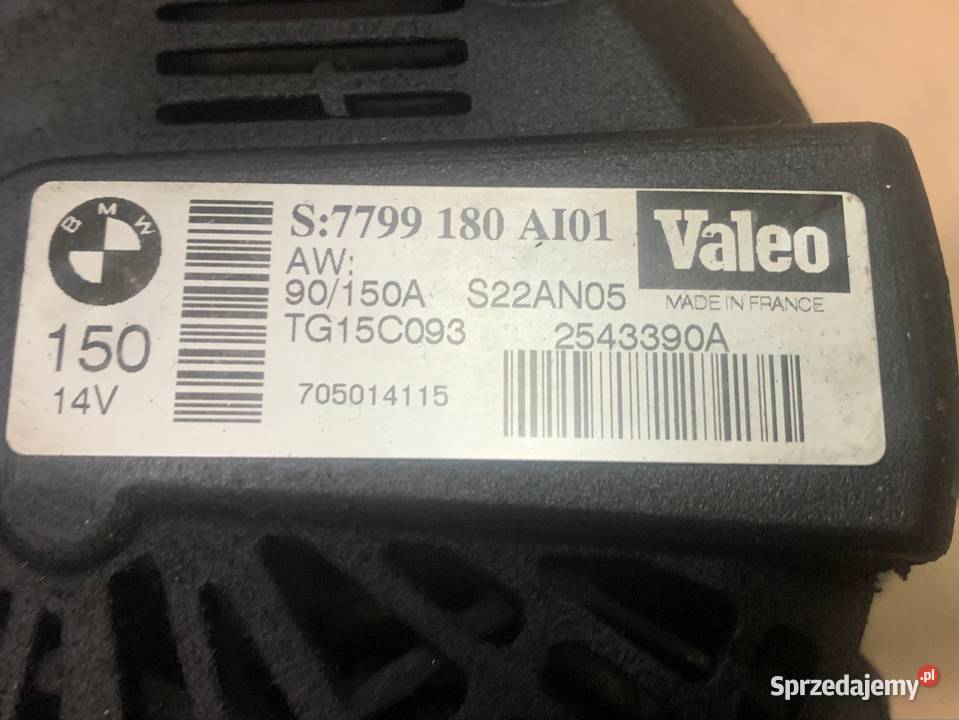 BMW
150
14V
S:7799 180 AI01
AW:
90/150A S22AN05
TG15C093 2543390A
705014115
Valeo
MADE IN FRANCE
Sprzedajemy.pl